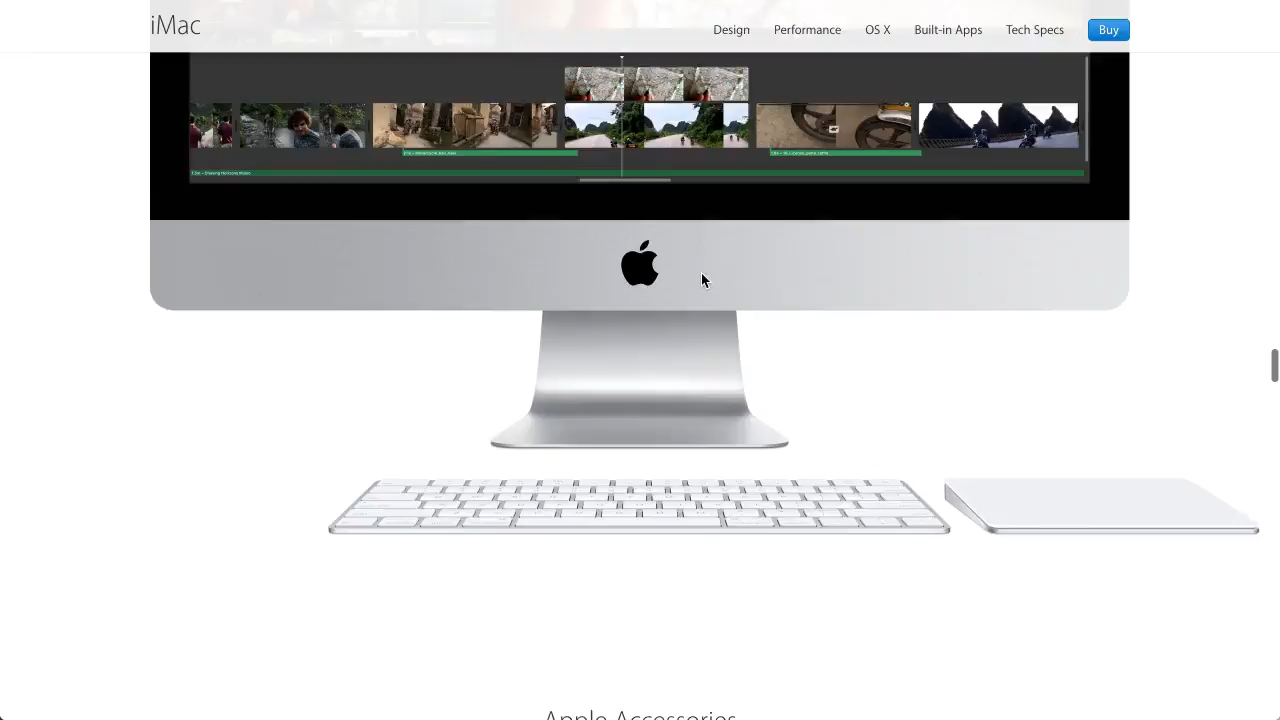 iMac
Design
Performance
OS X
Built-in Apps
Tech Specs
Buy
Apple Accessories